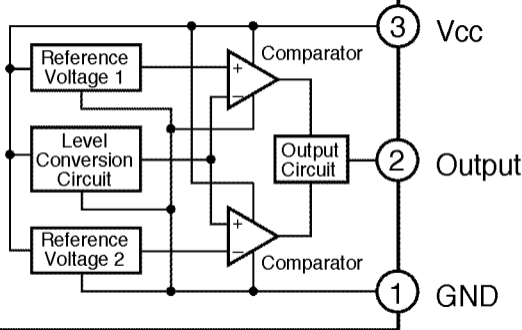 3
Vcc
Comparator
Reference
Voltage 1
+
−
Level
Conversion
Circuit
Output
Circuit
2
Output
Reference
Voltage 2
+
−
Comparator
1
GND